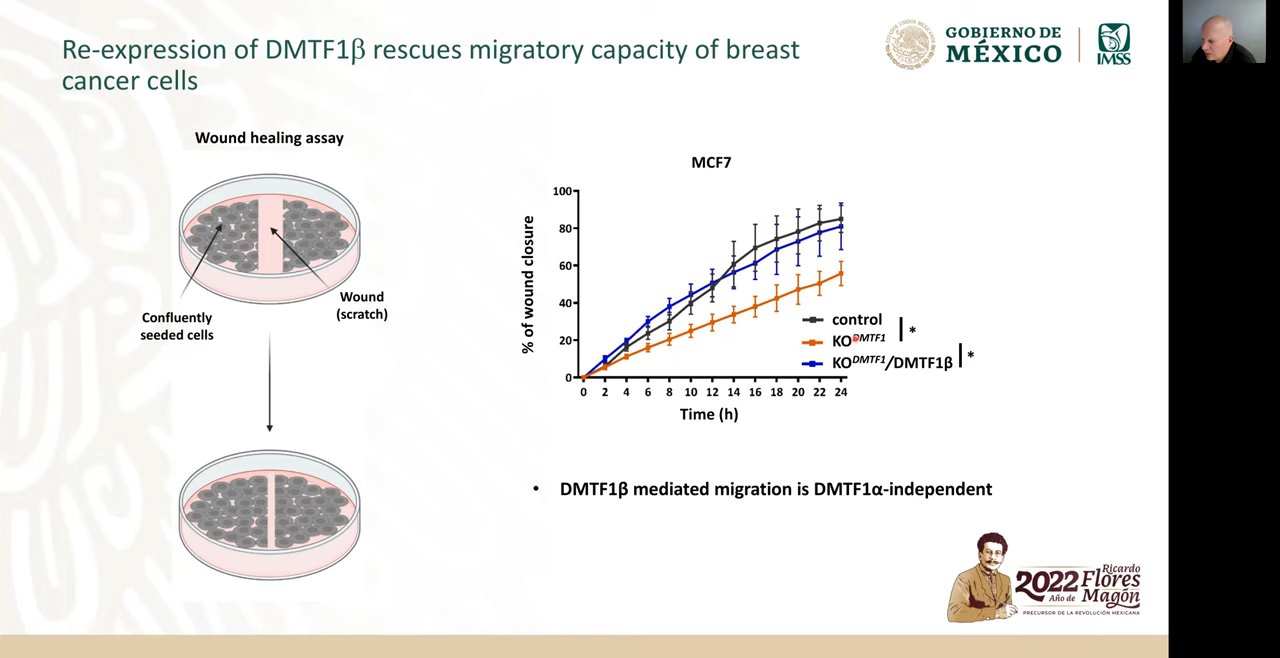 Re-expression of DMTF1β rescues migratory capacity of breast
cancer cells
GOBIERNO DE
MÉXICO
IMSS
Wound healing assay
Confluently
seeded cells
Wound
(scratch)
MCF7
% of wound closure
100
80
60
40
20
0
0 2 4 6 8 10 12 14 16 18 20 22 24
Time (h)
control
*
KODMTF1
KODMTF1/DMTF1β
*
• DMTF1β mediated migration is DMTF1α-independent
2022
Año de
Ricardo
Flores
Magón
PRECURSOR DE LA REVOLUCIÓN MEXICANA